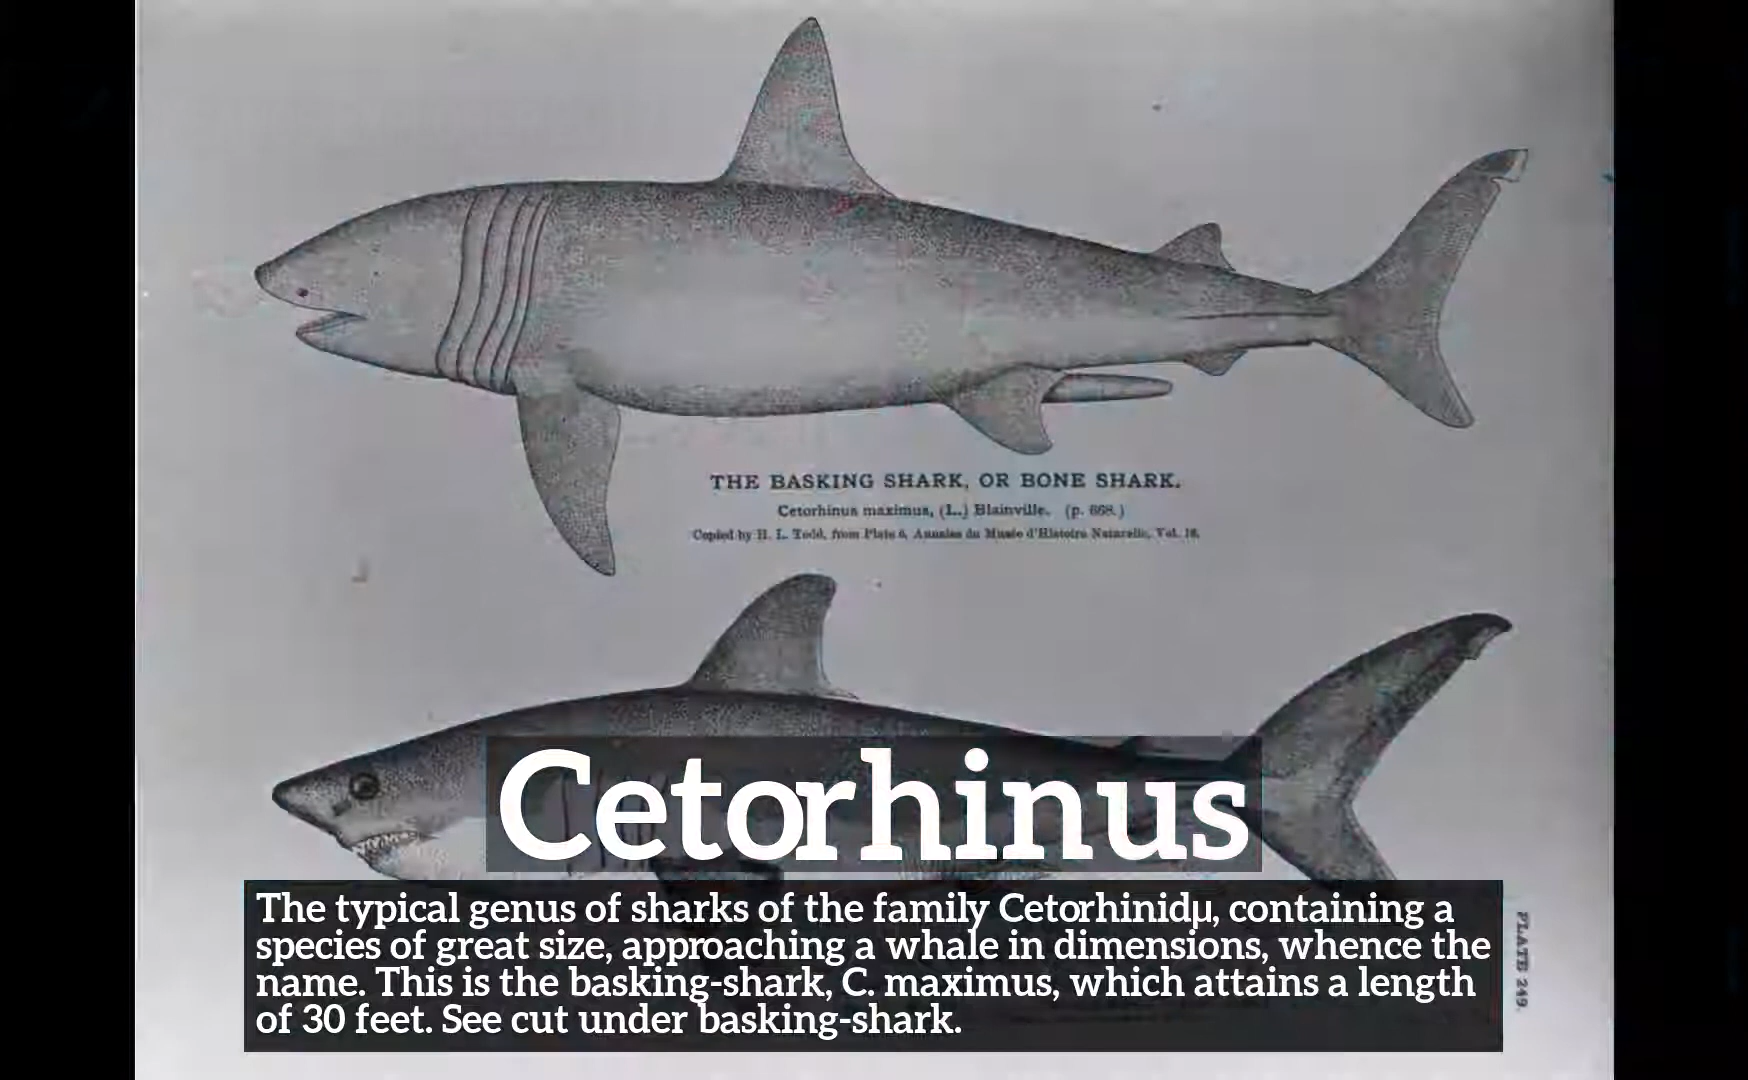 THE BASKING SHARK, OR BONE SHARK.
Cetorhinus maximus, (L.) Blainville. (p. 668.)
Copied by H. L. Todd, from Plate 6, Annales du Musée d'Histoire Naturelle, Vol. 18.
Cetorhinus
The typical genus of sharks of the family Cetorhinidµ, containing a
species of great size, approaching a whale in dimensions, whence the
name. This is the basking-shark, C. maximus, which attains a length
of 30 feet. See cut under basking-shark.
PLATE 249.